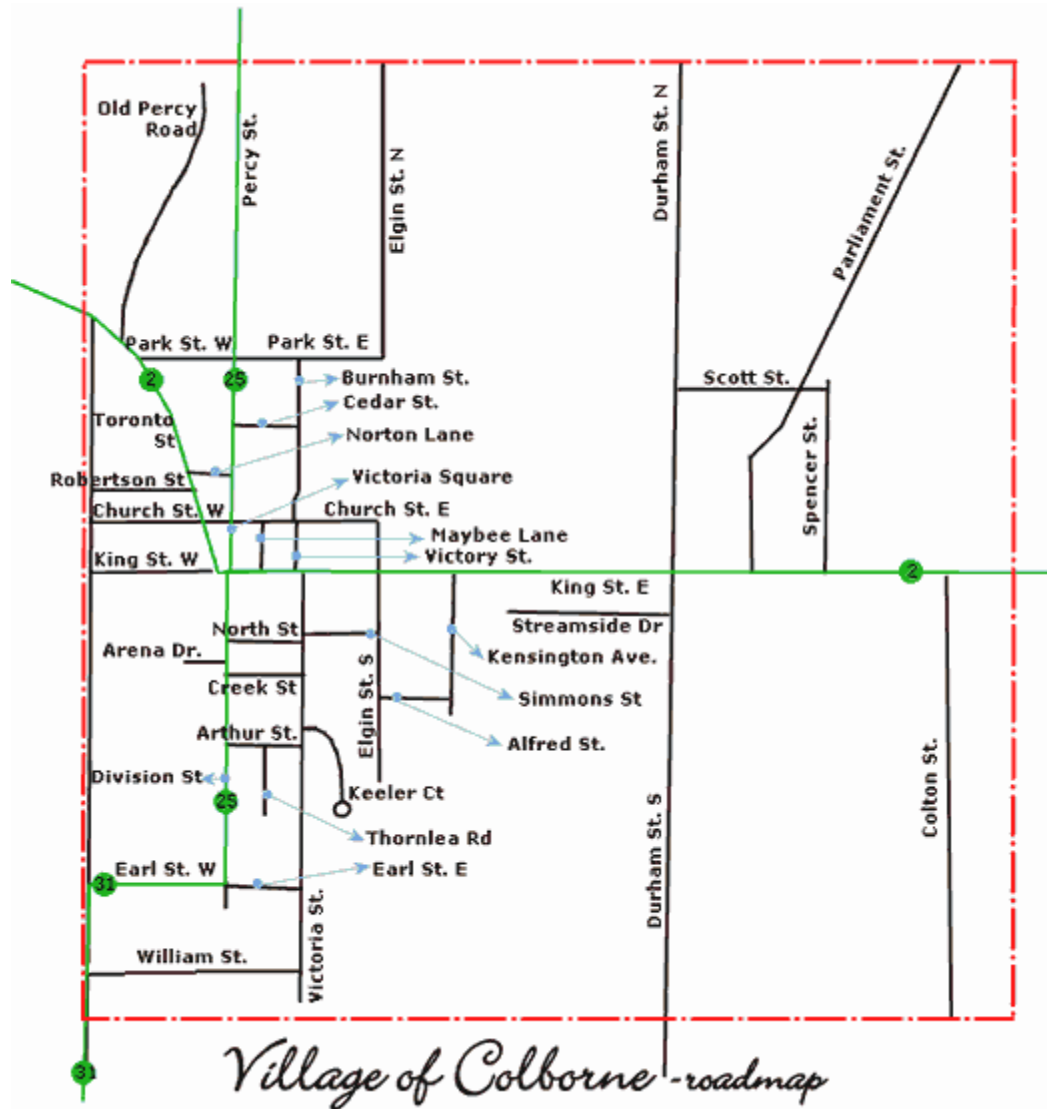 Old Percy
Road
Percy St.
Elgin St. N
Durham St. N
Parliament St.
Park St. W
Park St. E
2
25
Burnham St.
Scott St.
Cedar St.
Toronto
St
Norton Lane
Spencer St.
Robertson St
Victoria Square
Church St. W
Church St. E
Maybee Lane
King St. W
Victory St.
2
King St. E
Streamside Dr
North St
Arena Dr.
Kensington Ave.
Creek St
Simmons St
Elgin St. S
Arthur St.
Alfred St.
Division St
25
Keeler Ct
Colton St.
Thornlea Rd
Earl St. W
Earl St. E
31
Durham St. S
Victoria St.
William St.
31
Village of Colborne -roadmap